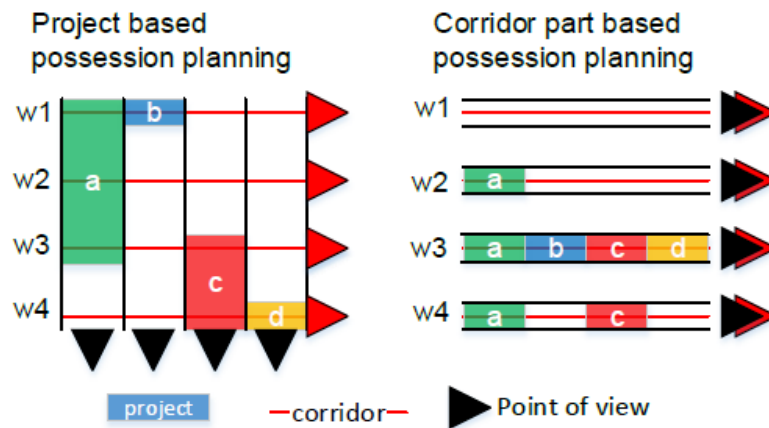 Project based
possession planning
Corridor part based
possession planning
w1
b
a
w2
w3
c
w4
d
w1
w2
a
w3
a b c d
w4
a c
project
corridor
Point of view